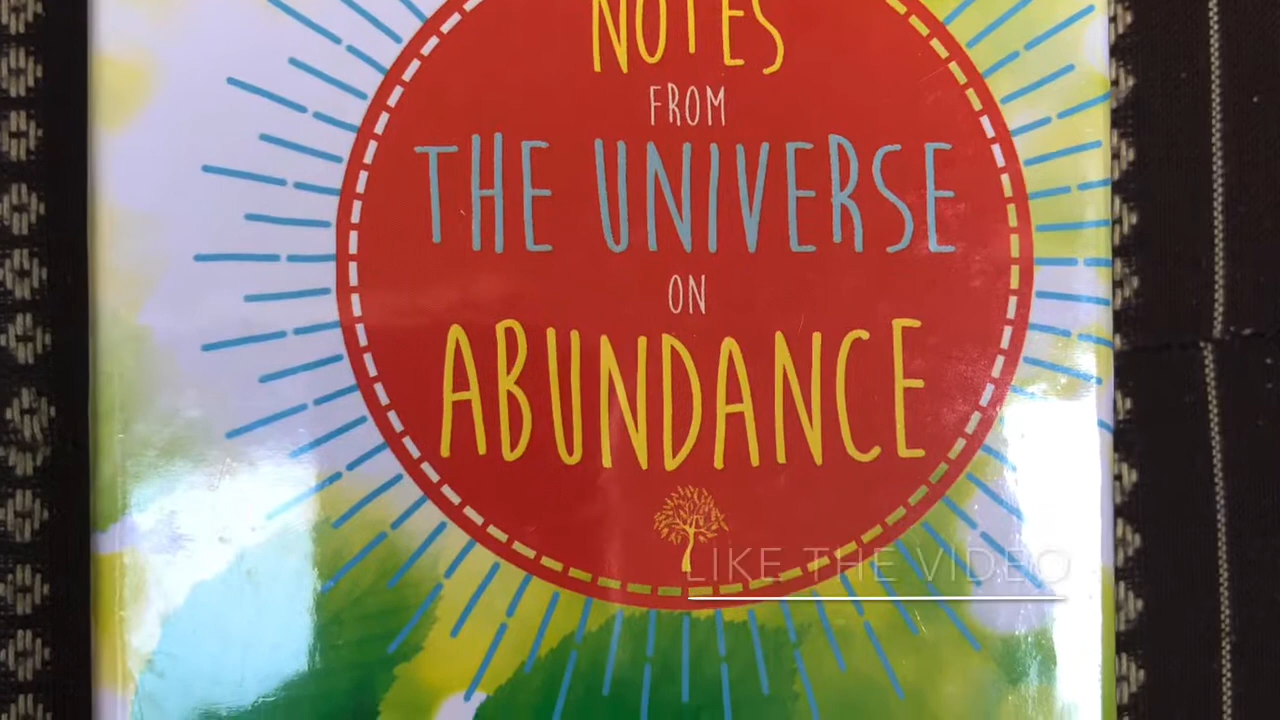 NOTES
FROM
THE UNIVERSE
ON
ABUNDANCE
LIKE THE VIDEO